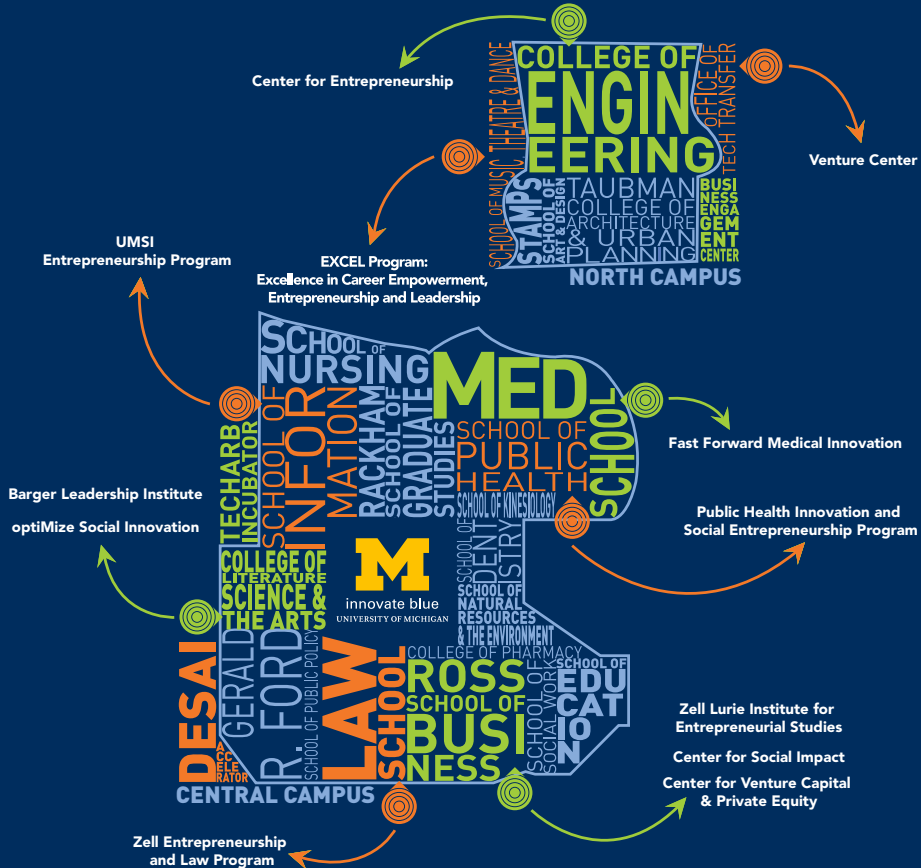 Center for Entrepreneurship
COLLEGE OF
ENGIN
EERING
SCHOOL OF MUSIC THEATRE & DANCE
OFFICE OF
TECH TRANSFER
Venture Center
STAMPS
SCHOOL OF
ART & DESIGN
TAUBMAN
COLLEGE OF
ARCHITECTURE
& URBAN
PLANNING
BUSI
NESS
ENGA
GEM
ENT
CENTER
NORTH CAMPUS
UMSI
Entrepreneurship Program
EXCEL Program:
Excellence in Career Empowerment,
Entrepreneurship and Leadership
SCHOOL OF
NURSING
MED
SCHOOL
TECHARB
INCUBATOR
SCHOOL OF
INFOR
MATION
RACKHAM
SCHOOL OF
GRADUATE
STUDIES
SCHOOL OF
PUBLIC
HEALTH
Fast Forward Medical Innovation
SCHOOL OF KINESIOLOGY
SCHOOL OF
DENT
ISTRY
Public Health Innovation and
Social Entrepreneurship Program
Barger Leadership Institute
optiMize Social Innovation
COLLEGE OF
LITERATURE
SCIENCE &
THE ARTS
M
innovate blue
UNIVERSITY OF MICHIGAN
SCHOOL OF
NATURAL
RESOURCES
& THE ENVIRONMENT
DESAI
ACCELERATOR
GERALD
R. FORD
SCHOOL OF PUBLIC POLICY
LAW
SCHOOL
COLLEGE OF PHARMACY
ROSS
SCHOOL OF
BUSI
NESS
SCHOOL OF
SOCIAL WORK
SCHOOL OF
EDU
CAT
IO
N
CENTRAL CAMPUS
Zell Lurie Institute for
Entrepreneurial Studies
Center for Social Impact
Center for Venture Capital
& Private Equity
Zell Entrepreneurship
and Law Program